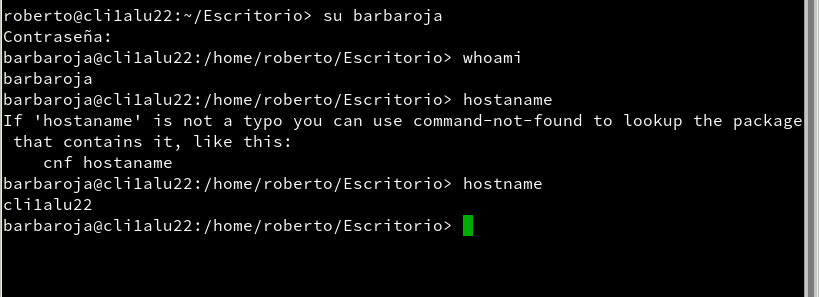 roberto@cli1alu22:~/Escritorio> su barbaroja
Contraseña:
barbaroja@cli1alu22:/home/roberto/Escritorio> whoami
barbaroja
barbaroja@cli1alu22:/home/roberto/Escritorio> hostaname
If 'hostaname' is not a typo you can use command-not-found to lookup the package
 that contains it, like this:
    cnf hostaname
barbaroja@cli1alu22:/home/roberto/Escritorio> hostname
cli1alu22
barbaroja@cli1alu22:/home/roberto/Escritorio>